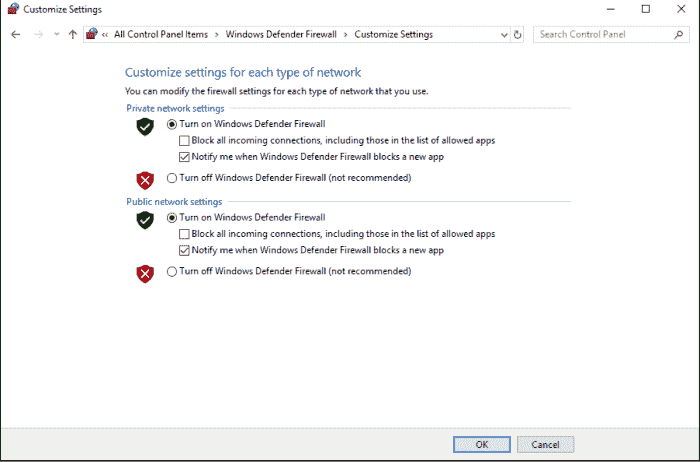 Customize Settings
« All Control Panel Items > Windows Defender Firewall > Customize Settings
Search Control Panel
Customize settings for each type of network
You can modify the firewall settings for each type of network that you use.
Private network settings
Turn on Windows Defender Firewall
Block all incoming connections, including those in the list of allowed apps
Notify me when Windows Defender Firewall blocks a new app
Turn off Windows Defender Firewall (not recommended)
Public network settings
Turn on Windows Defender Firewall
Block all incoming connections, including those in the list of allowed apps
Notify me when Windows Defender Firewall blocks a new app
Turn off Windows Defender Firewall (not recommended)
OK
Cancel